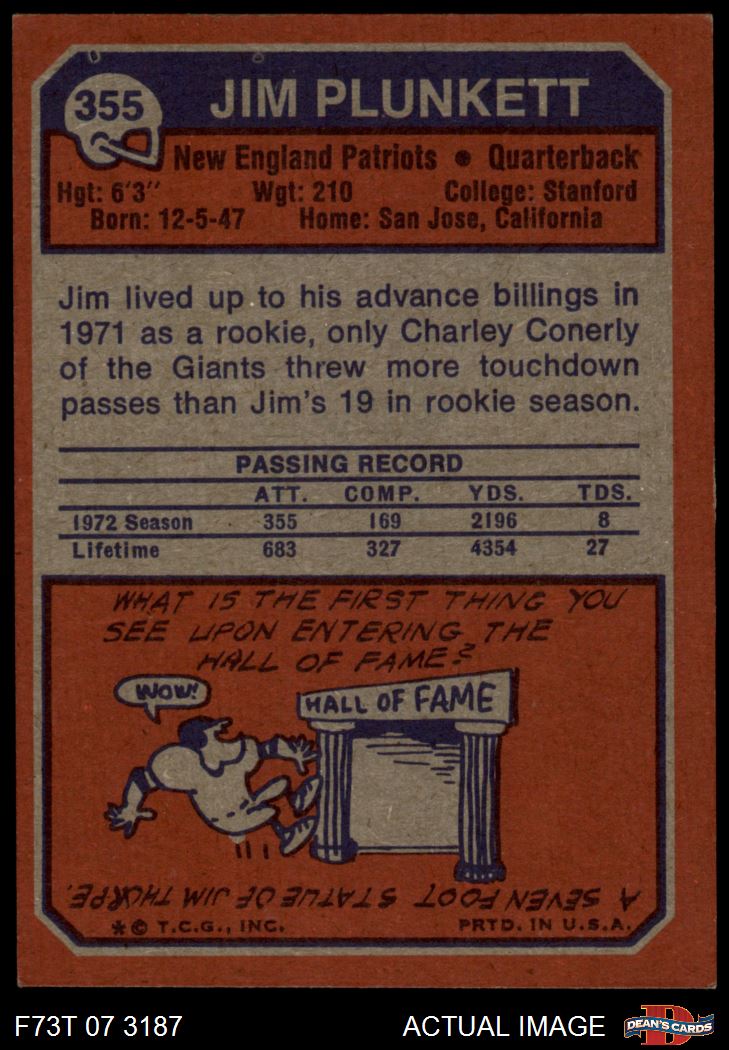 355
JIM PLUNKETT
New England Patriots • Quarterback
Hgt: 6'3'' Wgt: 210 College: Stanford
Born: 12-5-47 Home: San Jose, California
Jim lived up to his advance billings in
1971 as a rookie, only Charley Conerly
of the Giants threw more touchdown
passes than Jim's 19 in rookie season.
PASSING RECORD
ATT. COMP. YDS. TDS.
1972 Season 355 169 2196 8
Lifetime 683 327 4354 27
WHAT IS THE FIRST THING YOU
SEE UPON ENTERING THE
HALL OF FAME?
WOW!
HALL OF FAME
A SEVEN FOOT STATUE OF JIM THORPE.
* © T.C.G., INC. PRTD. IN U.S.A.
F73T 07 3187 ACTUAL IMAGE
D
DEAN'S CARDS